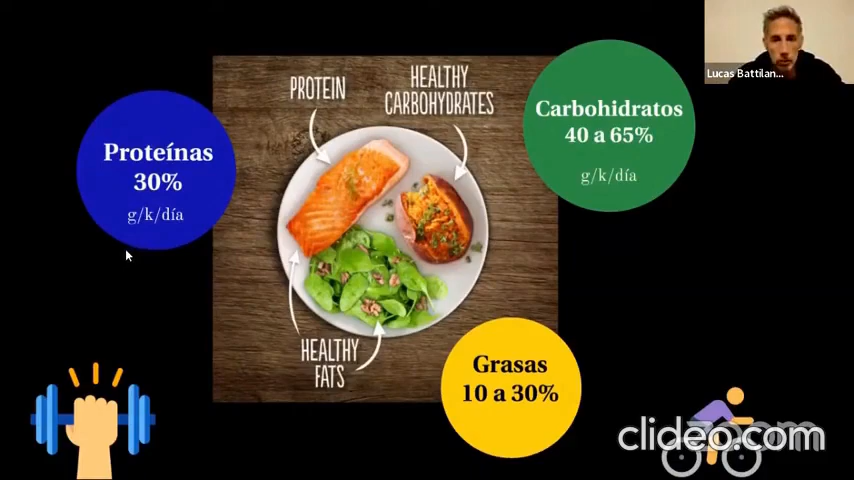 Lucas Battilan...
PROTEIN
HEALTHY
CARBOHYDRATES
Carbohidratos
40 a 65%
g/k/día
Proteínas
30%
g/k/día
HEALTHY
FATS
Grasas
10 a 30%
zoom
clideo.com